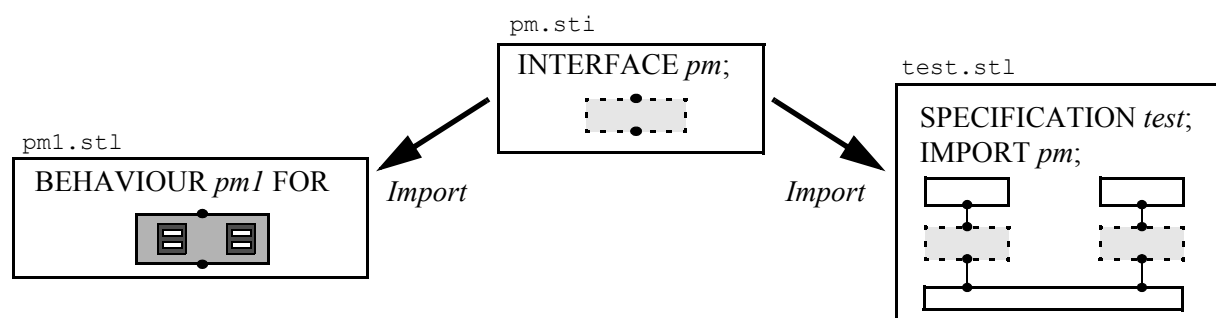 pm.sti
INTERFACE pm;
test.stl
SPECIFICATION test;
IMPORT pm;
pm1.stl
BEHAVIOUR pm1 FOR
Import
Import